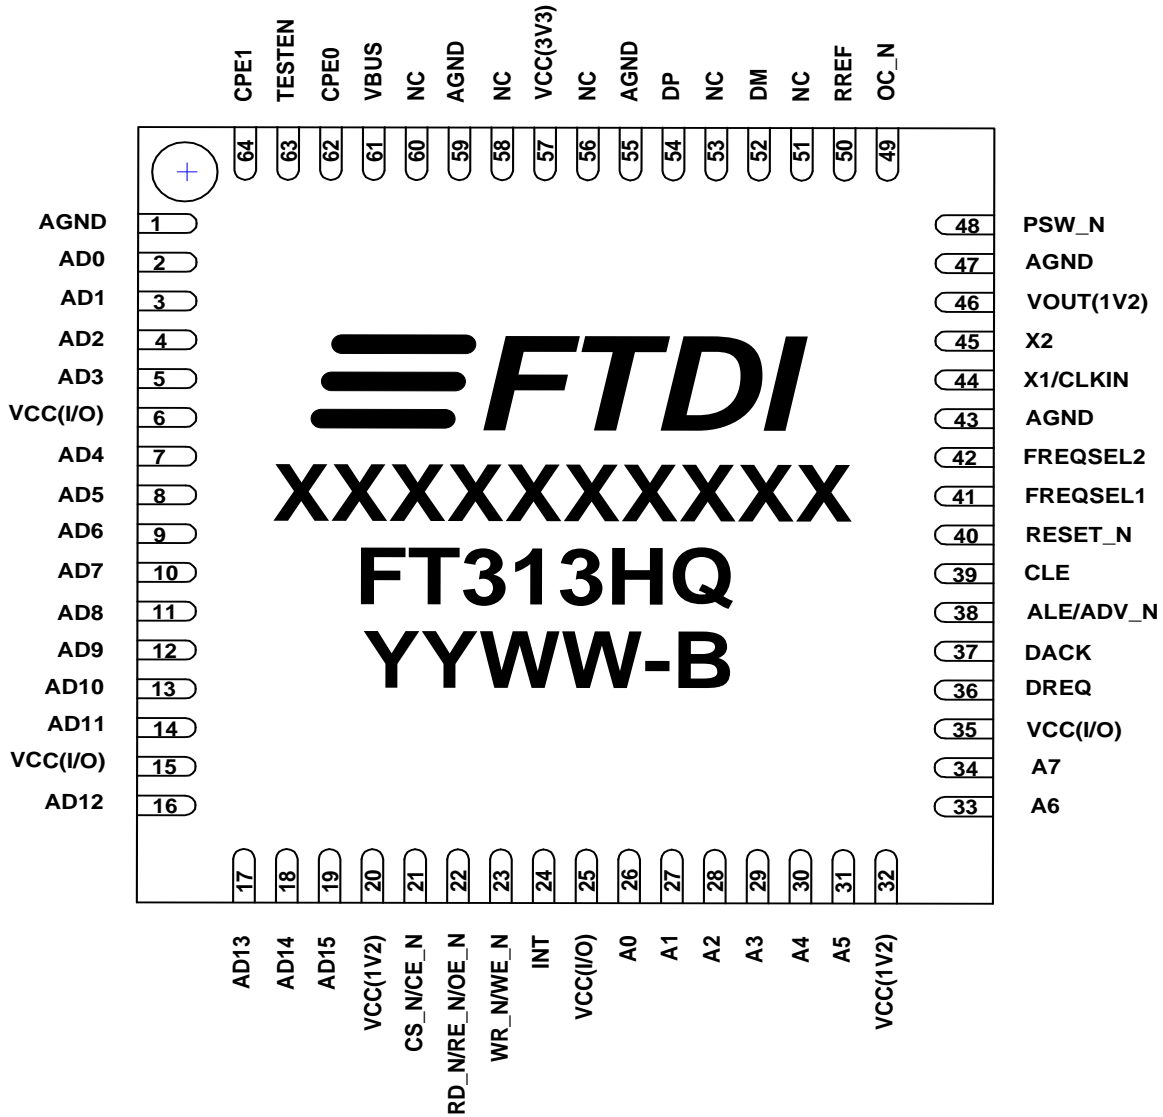 CPE1
TESTEN
CPE0
VBUS
NC
AGND
NC
VCC(3V3)
NC
AGND
DP
NC
DM
NC
RREF
OC_N
64
63
62
61
60
59
58
57
56
55
54
53
52
51
50
49
AGND 1
AD0 2
AD1 3
AD2 4
AD3 5
VCC(I/O) 6
AD4 7
AD5 8
AD6 9
AD7 10
AD8 11
AD9 12
AD10 13
AD11 14
VCC(I/O) 15
AD12 16
FTDI
XXXXXXXXXX
FT313HQ
YYWW-B
48 PSW_N
47 AGND
46 VOUT(1V2)
45 X2
44 X1/CLKIN
43 AGND
42 FREQSEL2
41 FREQSEL1
40 RESET_N
39 CLE
38 ALE/ADV_N
37 DACK
36 DREQ
35 VCC(I/O)
34 A7
33 A6
17
18
19
20
21
22
23
24
25
26
27
28
29
30
31
32
AD13
AD14
AD15
VCC(1V2)
CS_N/CE_N
RD_N/RE_N/OE_N
WR_N/WE_N
INT
VCC(I/O)
A0
A1
A2
A3
A4
A5
VCC(1V2)